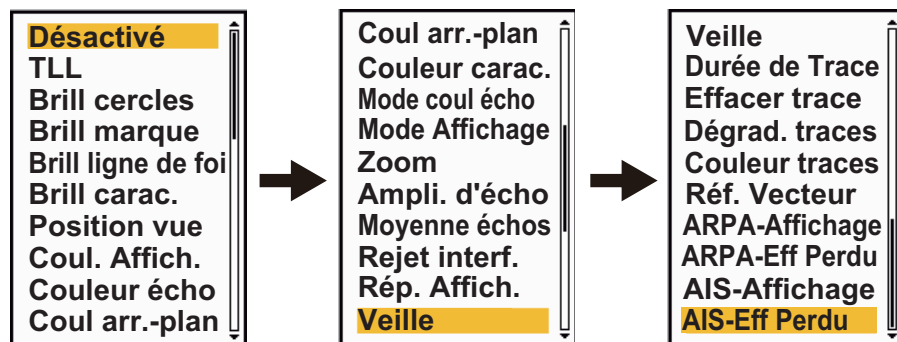 Désactivé
TLL
Brill cercles
Brill marque
Brill ligne de foi
Brill carac.
Position vue
Coul. Affich.
Couleur écho
Coul arr.-plan
Coul arr.-plan
Couleur carac.
Mode coul écho
Mode Affichage
Zoom
Ampli. d'écho
Moyenne échos
Rejet interf.
Rép. Affich.
Veille
Veille
Durée de Trace
Effacer trace
Dégrad. traces
Couleur traces
Réf. Vecteur
ARPA-Affichage
ARPA-Eff Perdu
AIS-Affichage
AIS-Eff Perdu